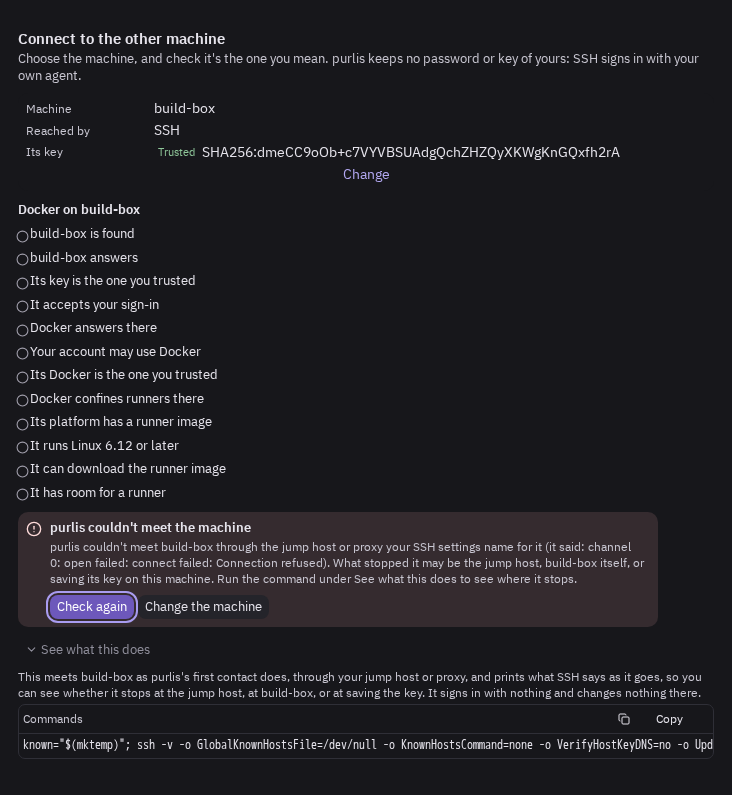 Connect to the other machine
Choose the machine, and check it's the one you mean. purlis keeps no password or key of yours: SSH signs in with your
own agent.
Machine build-box
Reached by SSH
Its key Trusted SHA256:dmeCC9oOb+c7VYVBSUAdgQchZHZQyXKWgKnGQxfh2rA
Change
Docker on build-box
build-box is found
build-box answers
Its key is the one you trusted
It accepts your sign-in
Docker answers there
Your account may use Docker
Its Docker is the one you trusted
Docker confines runners there
Its platform has a runner image
It runs Linux 6.12 or later
It can download the runner image
It has room for a runner
purlis couldn't meet the machine
purlis couldn't meet build-box through the jump host or proxy your SSH settings name for it (it said: channel
0: open failed: connect failed: Connection refused). What stopped it may be the jump host, build-box itself, or
saving its key on this machine. Run the command under See what this does to see where it stops.
Check again Change the machine
See what this does
This meets build-box as purlis's first contact does, through your jump host or proxy, and prints what SSH says as it goes, so you
can see whether it stops at the jump host, at build-box, or at saving the key. It signs in with nothing and changes nothing there.
Commands Copy
known="$(mktemp)"; ssh -v -o GlobalKnownHostsFile=/dev/null -o KnownHostsCommand=none -o VerifyHostKeyDNS=no -o Upd